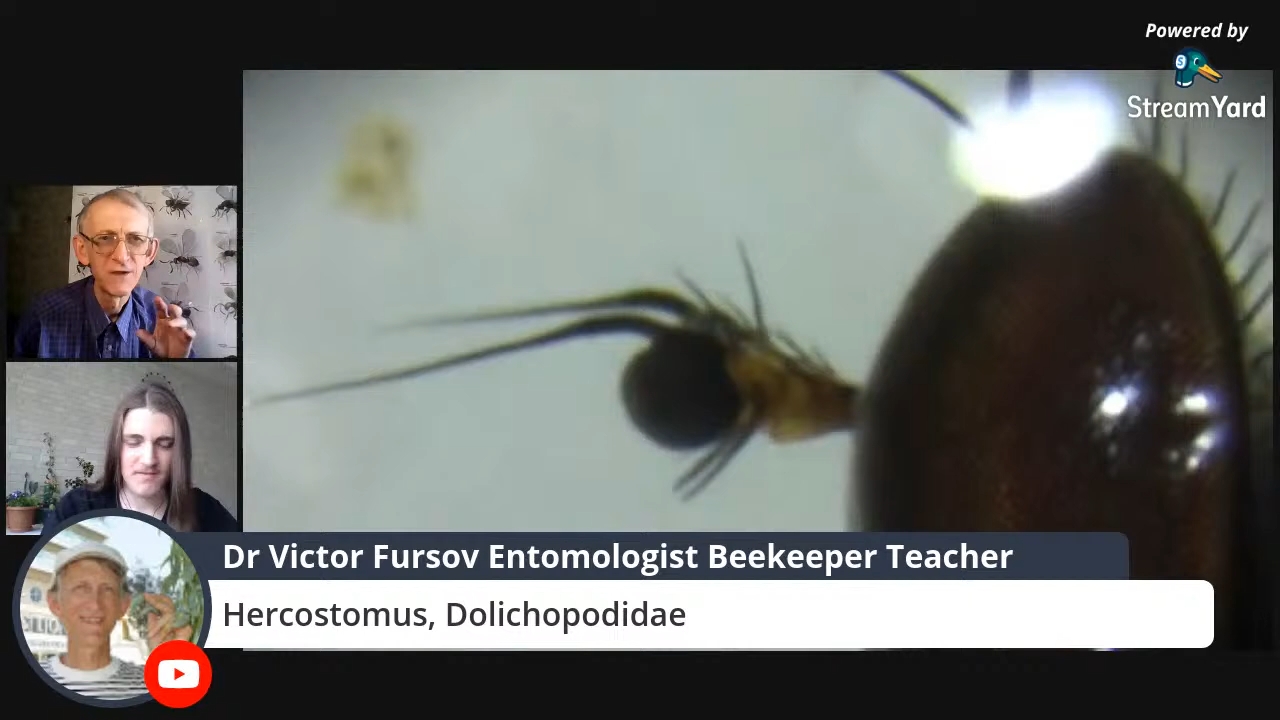 Powered by
StreamYard
Dr Victor Fursov Entomologist Beekeeper Teacher
Hercostomus, Dolichopodidae